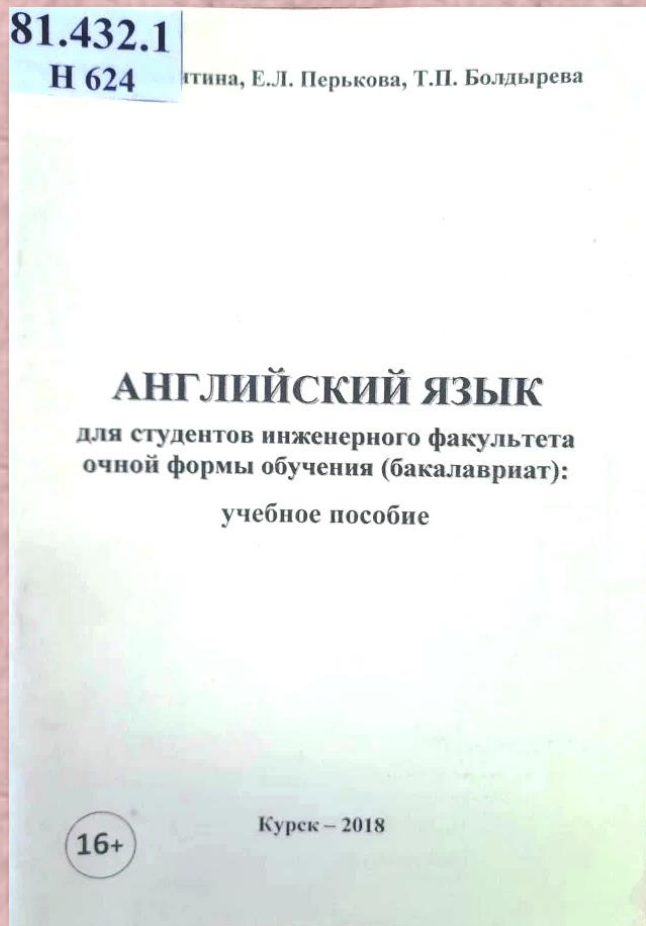 81.432.1
Н 624
Е.Л. Перькова, Т.П. Болдырева
АНГЛИЙСКИЙ ЯЗЫК
для студентов инженерного факультета
очной формы обучения (бакалавриат):
учебное пособие
Курск – 2018
16+